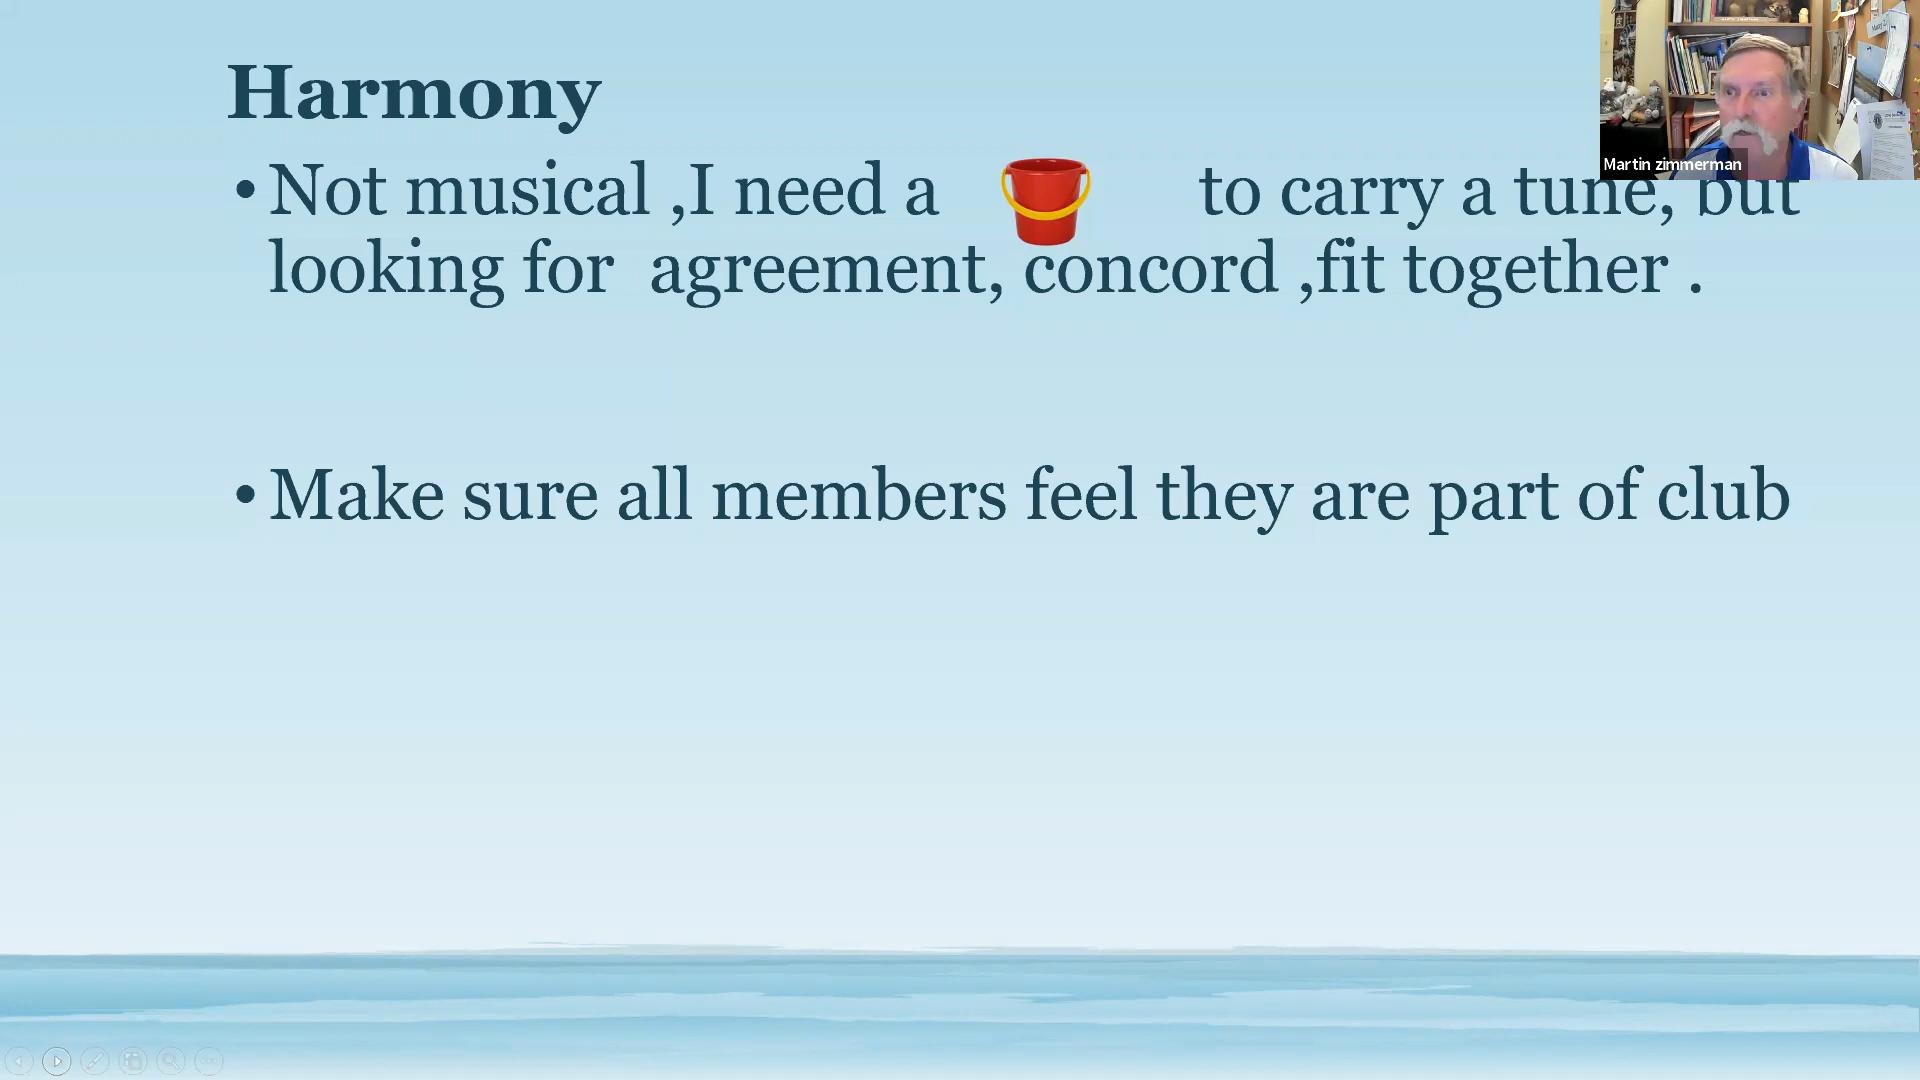 Harmony
• Not musical ,I need a to carry a tune, but
looking for agreement, concord ,fit together .
• Make sure all members feel they are part of club
Martin zimmerman